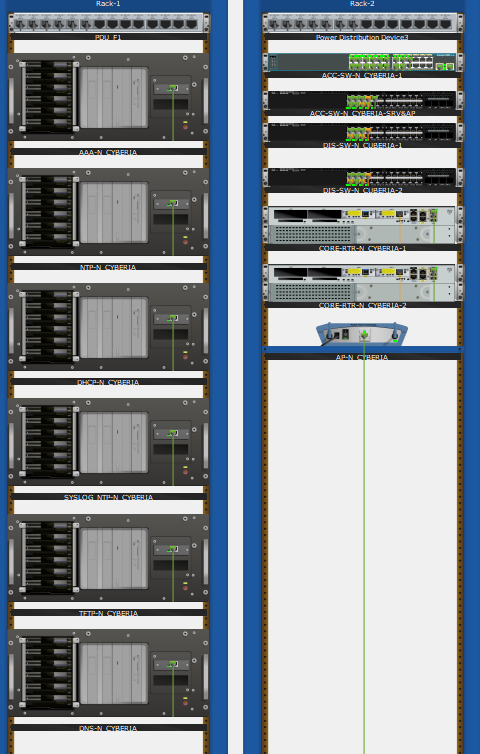 Rack-1
PDU_F1
AAA-N_CYBERIA
NTP-N_CYBERIA
DHCP-N_CYBERIA
SYSLOG_NTP-N_CYBERIA
TFTP-N_CYBERIA
DNS-N_CYBERIA
Rack-2
Power Distribution Device3
ACC-SW-N_CYBERIA-1
ACC-SW-N_CYBERIA-SRV&AP
DIS-SW-N_CYBERIA-1
DIS-SW-N_CUBERIA-2
CORE-RTR-N_CYBERIA-1
CORE-RTR-N_CYBERIA-2
AP-N_CYBERIA